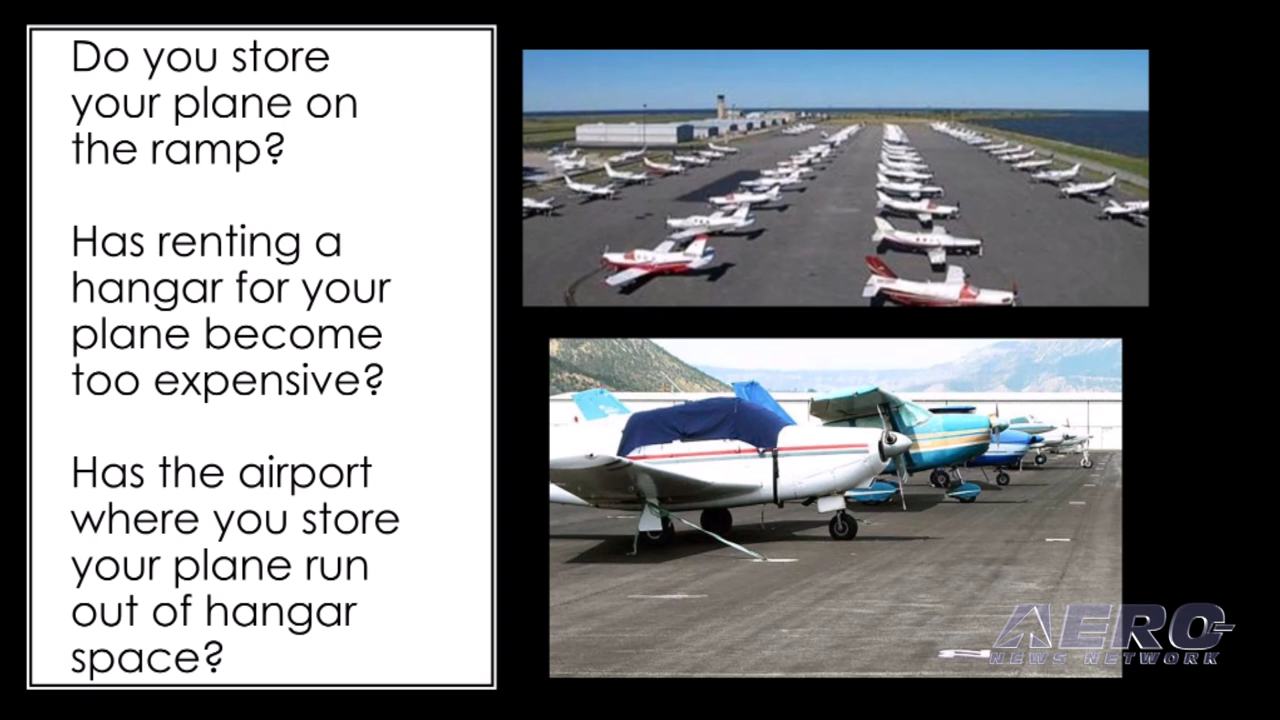 Do you store
your plane on
the ramp?
Has renting a
hangar for your
plane become
too expensive?
Has the airport
where you store
your plane run
out of hangar
space?
AERO
NEWS NETWORK